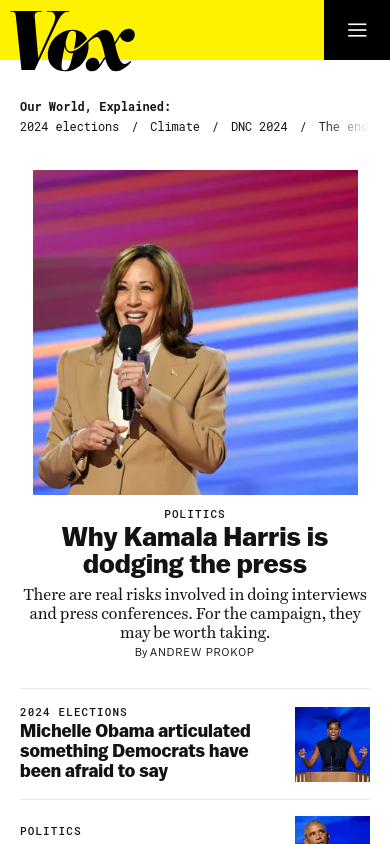 Vox
Our World, Explained:
2024 elections / Climate / DNC 2024 / The end
POLITICS
Why Kamala Harris is
dodging the press
There are real risks involved in doing interviews
and press conferences. For the campaign, they
may be worth taking.
By ANDREW PROKOP
2024 ELECTIONS
Michelle Obama articulated
something Democrats have
been afraid to say
POLITICS